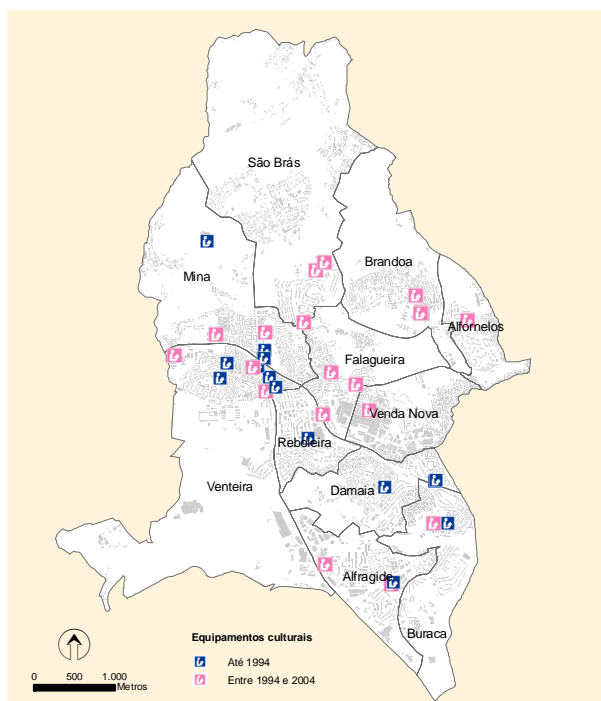 São Brás
Brandoa
Mina
Alfornelos
Falagueira
Venda Nova
Reboleira
Venteira
Damaia
Alfragide
Buraca
Equipamentos culturais
Até 1994
Entre 1994 e 2004
0 500 1.000
Metros